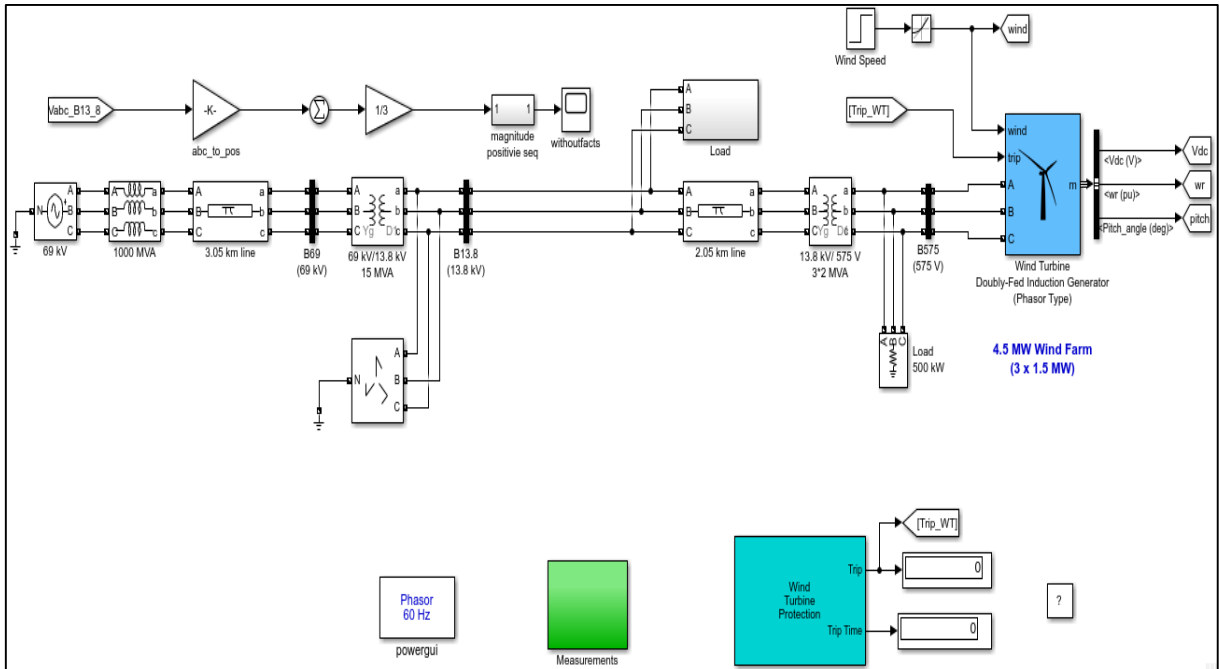 Wind Speed
wind
Vabc_B13_8
-K-
abc_to_pos
Σ
1/3
1 1
magnitude
positivie seq
withoutfacts
A
B
C
Load
[Trip_WT]
wind
trip
A
B
C
m
<Vdc (V)>
<wr (pu)>
<Pitch_angle (deg)>
Vdc
wr
pitch
Wind Turbine
Doubly-Fed Induction Generator
(Phasor Type)
N
A
B
C
69 kV
A a
B b
C c
1000 MVA
A a
B b
C c
3.05 km line
B69
(69 kV)
A a
B b
C c
Yg
69 kV/13.8 kV
15 MVA
B13.8
(13.8 kV)
A a
B b
C c
2.05 km line
A a
B b
C c
Yg
13.8 kV/ 575 V
3*2 MVA
B575
(575 V)
N
A
B
C
A B C
Load
500 kW
4.5 MW Wind Farm
(3 x 1.5 MW)
Phasor
60 Hz
powergui
Measurements
Wind
Turbine
Protection
Trip
Trip Time
[Trip_WT]
0
0
?